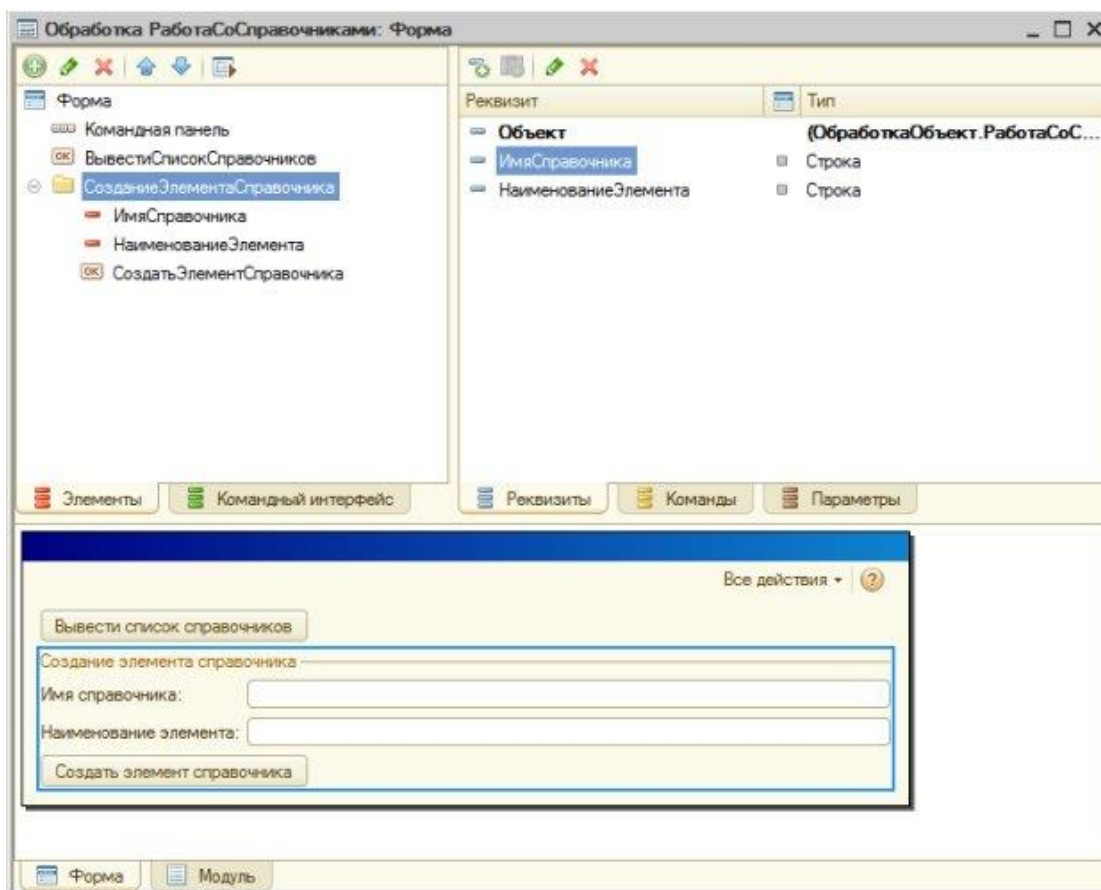 Обработка РаботаСоСправочниками: Форма
Форма
Командная панель
OK ВывестиСписокСправочников
СозданиеЭлементаСправочника
ИмяСправочника
НаименованиеЭлемента
OK СоздатьЭлементСправочника
Элементы Командный интерфейс
Реквизит Тип
Объект (ОбработкаОбъект.РаботаСоС...
ИмяСправочника Строка
НаименованиеЭлемента Строка
Реквизиты Команды Параметры
Все действия
Вывести список справочников
Создание элемента справочника
Имя справочника:
Наименование элемента:
Создать элемент справочника
Форма Модуль